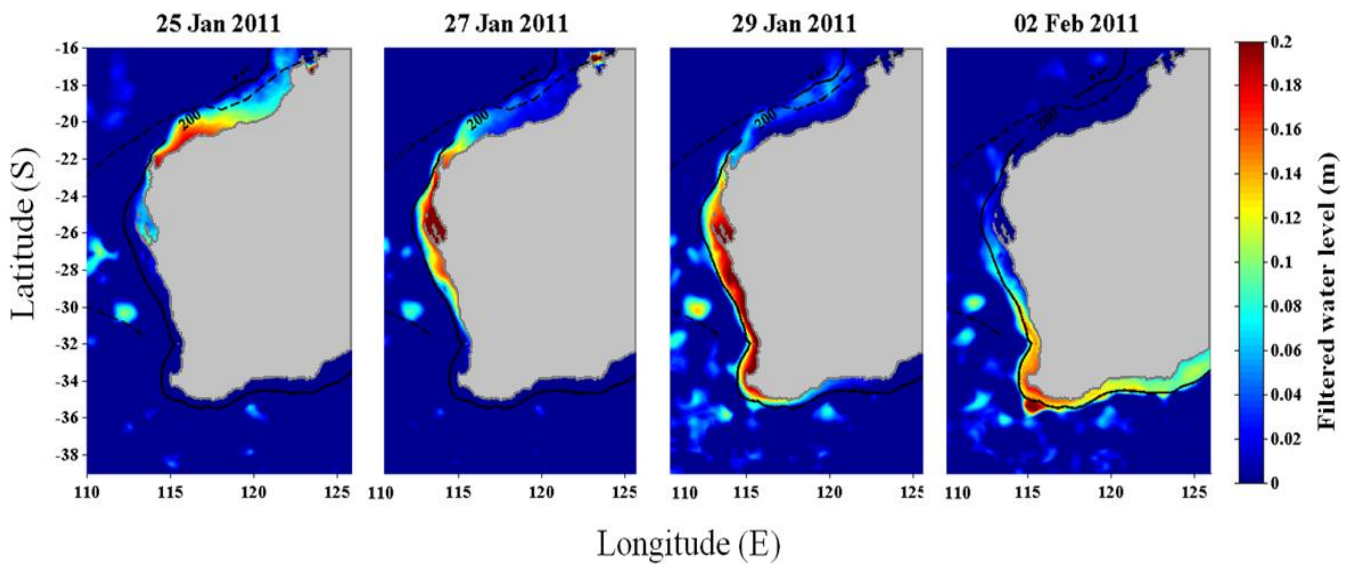 25 Jan 2011
27 Jan 2011
29 Jan 2011
02 Feb 2011
Latitude (S)
-16
-18
-20
-22
-24
-26
-28
-30
-32
-34
-36
-38
200
200
200
200
110 115 120 125
110 115 120 125
110 115 120 125
110 115 120 125
Longitude (E)
0.2
0.18
0.16
0.14
0.12
0.1
0.08
0.06
0.04
0.02
0
Filtered water level (m)